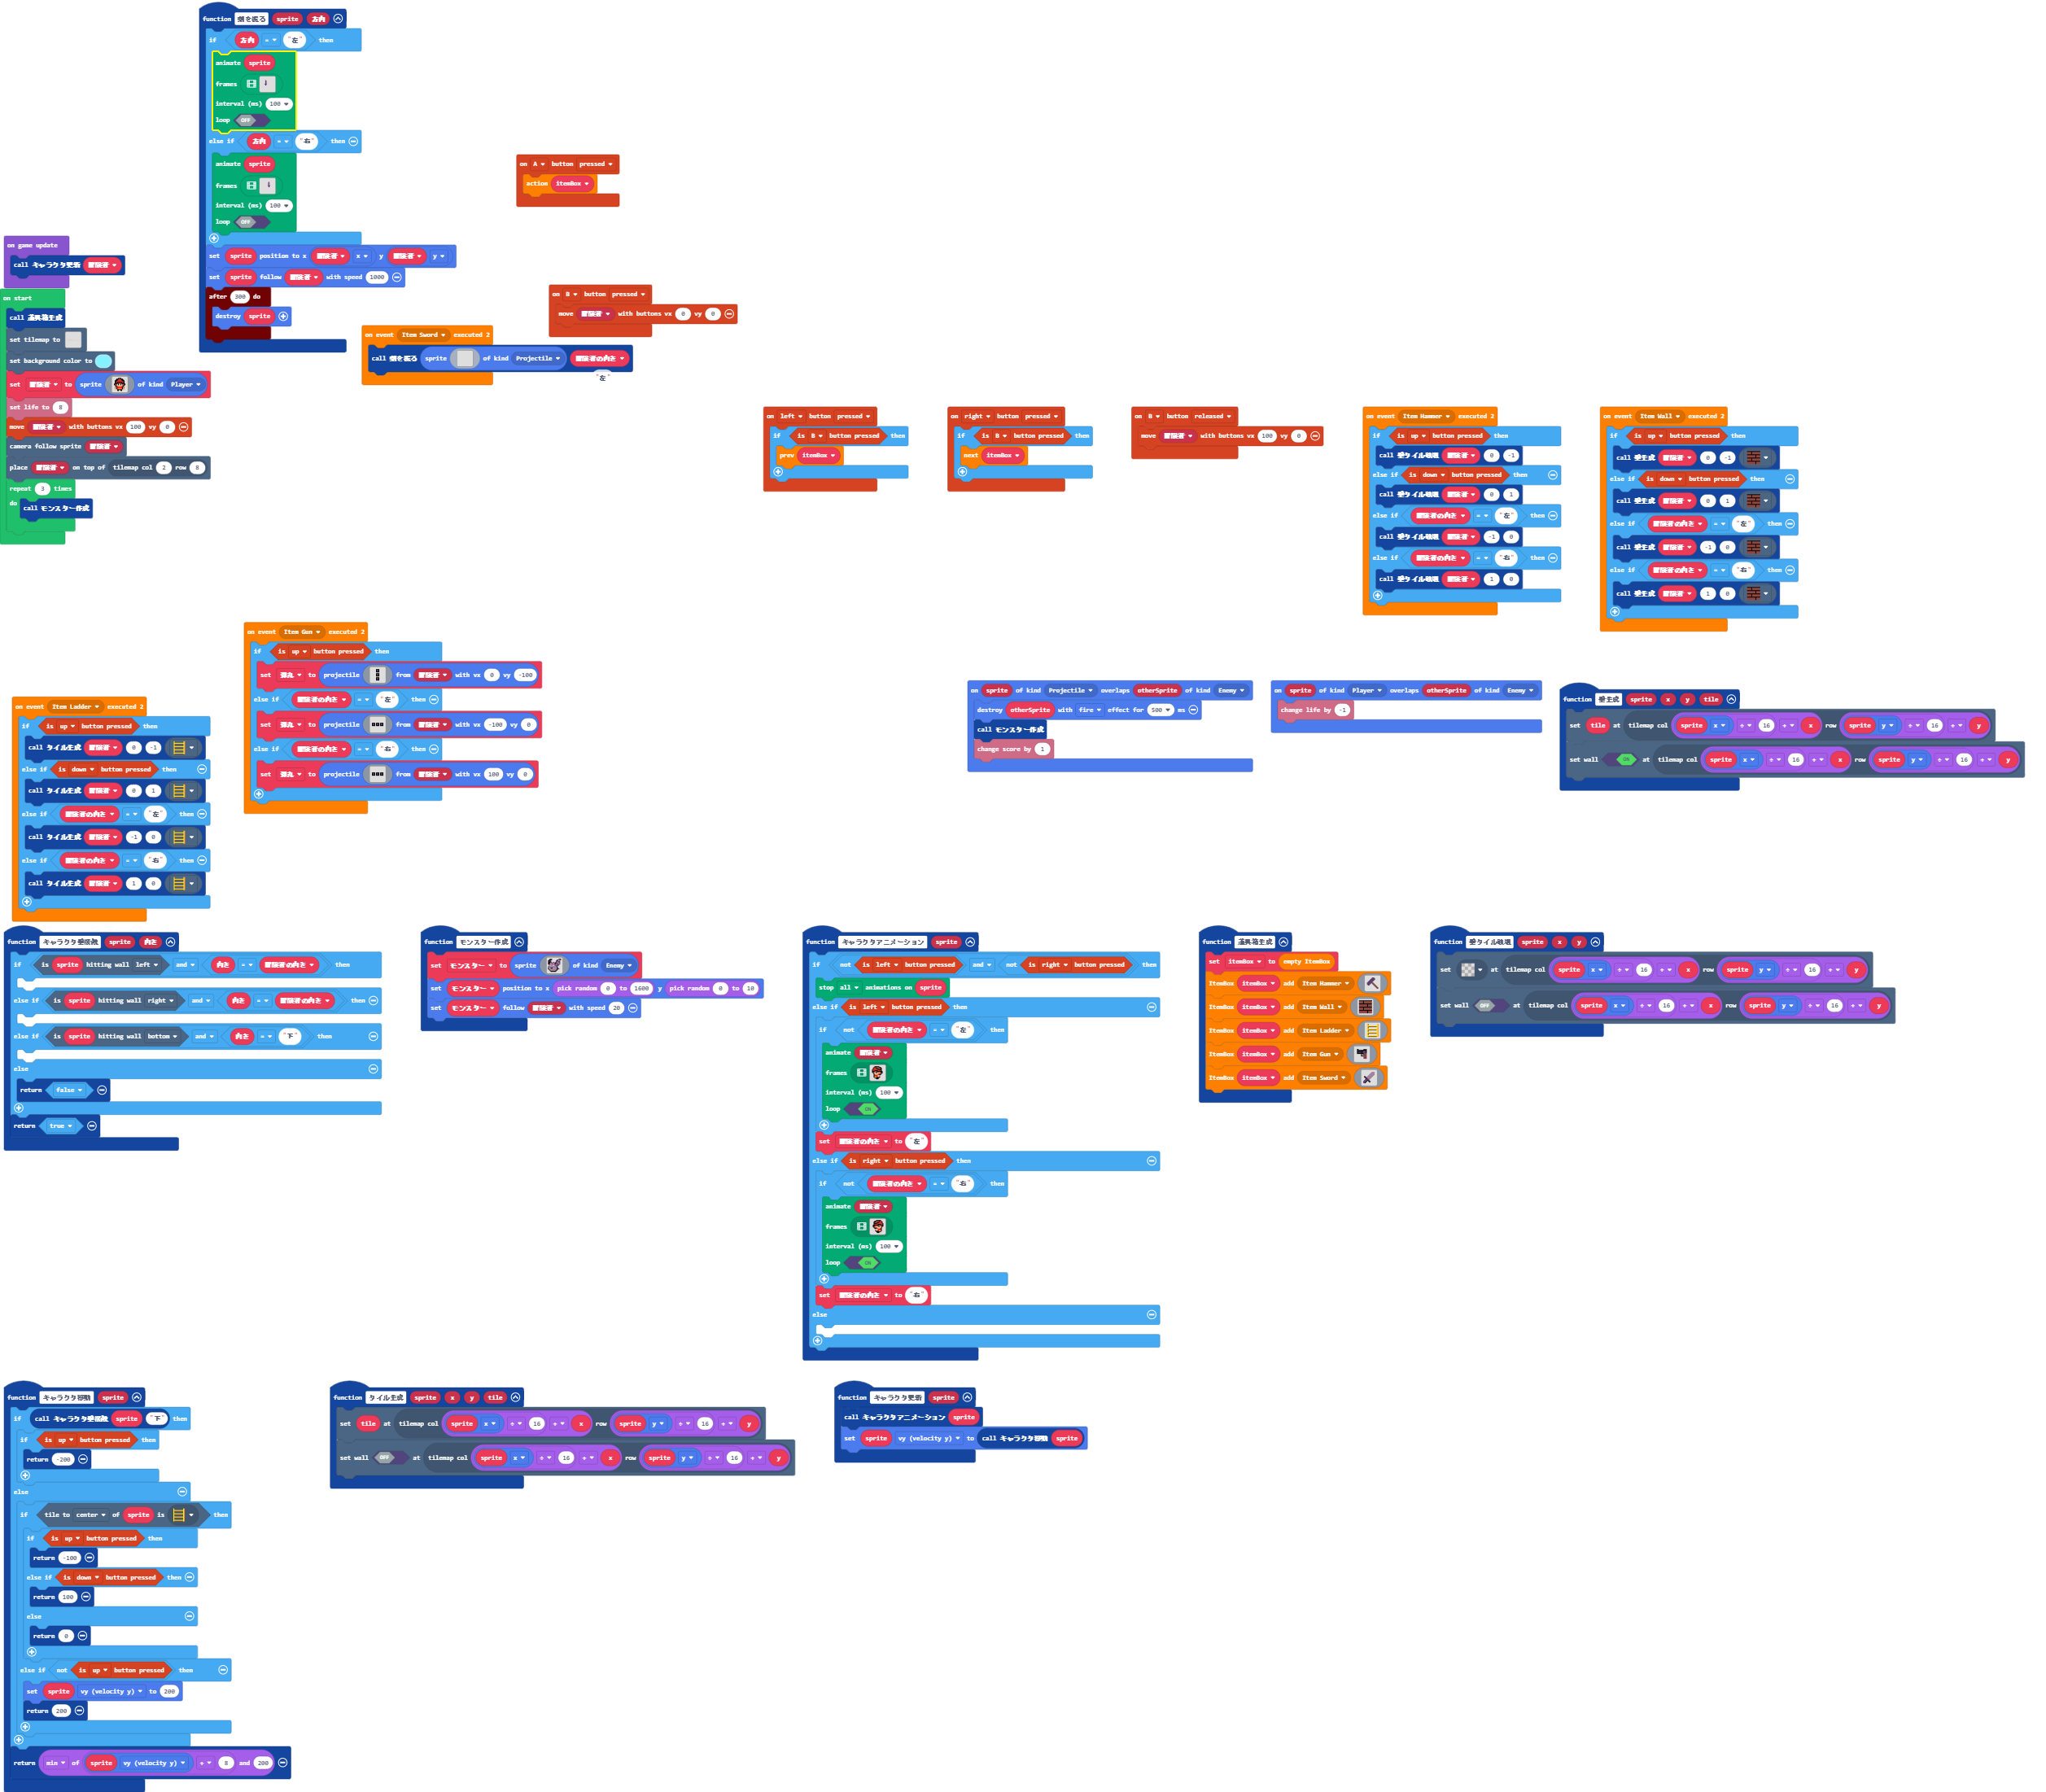 function 畑を振る sprite 方向
if 方向 = "左" then
animate sprite
frames
interval (ms) 100
loop OFF
else if 方向 = "右" then
animate sprite
frames
interval (ms) 100
loop OFF
set sprite position to x 冒険者 x y 冒険者 y
set sprite follow 冒険者 with speed 1000
after 300 do
destroy sprite
on A button pressed
action itemBox
on game update
call キャラクタ更新 冒険者
on start
call 道具箱生成
set tilemap to
set background color to
set 冒険者 to sprite of kind Player
set life to 8
move 冒険者 with buttons vx 100 vy 0
camera follow sprite 冒険者
place 冒険者 on top of tilemap col 2 row 8
repeat 3 times
do call モンスター作成
on B button pressed
move 冒険者 with buttons vx 0 vy 0
on event Item Sword executed 2
call 畑を振る sprite of kind Projectile 冒険者の向き
"左"
on left button pressed
if is B button pressed then
prev itemBox
on right button pressed
if is B button pressed then
next itemBox
on B button released
move 冒険者 with buttons vx 100 vy 0
on event Item Hammer executed 2
if is up button pressed then
call 壁タイル破壊 冒険者 0 -1
else if is down button pressed then
call 壁タイル破壊 冒険者 0 1
else if 冒険者の向き = "左" then
call 壁タイル破壊 冒険者 -1 0
else if 冒険者の向き = "右" then
call 壁タイル破壊 冒険者 1 0
on event Item Wall executed 2
if is up button pressed then
call 壁生成 冒険者 0 -1
else if is down button pressed then
call 壁生成 冒険者 0 1
else if 冒険者の向き = "左" then
call 壁生成 冒険者 -1 0
else if 冒険者の向き = "右" then
call 壁生成 冒険者 1 0
on event Item Gun executed 2
if is up button pressed then
set 弾丸 to projectile from 冒険者 with vx 0 vy -100
else if 冒険者の向き = "左" then
set 弾丸 to projectile from 冒険者 with vx -100 vy 0
else if 冒険者の向き = "右" then
set 弾丸 to projectile from 冒険者 with vx 100 vy 0
on event Item Ladder executed 2
if is up button pressed then
call タイル生成 冒険者 0 -1
else if is down button pressed then
call タイル生成 冒険者 0 1
else if 冒険者の向き = "左" then
call タイル生成 冒険者 -1 0
else if 冒険者の向き = "右" then
call タイル生成 冒険者 1 0
on sprite of kind Projectile overlaps otherSprite of kind Enemy
destroy otherSprite with fire effect for 500 ms
call モンスター作成
change score by 1
on sprite of kind Player overlaps otherSprite of kind Enemy
change life by -1
function 壁生成 sprite x y tile
set tile at tilemap col sprite x ÷ 16 + x row sprite y ÷ 16 + y
set wall ON at tilemap col sprite x ÷ 16 + x row sprite y ÷ 16 + y
function キャラクタ壁接触 sprite 向き
if is sprite hitting wall left and 向き = 冒険者の向き then
else if is sprite hitting wall right and 向き = 冒険者の向き then
else if is sprite hitting wall bottom and 向き = "下" then
else
return false
return true
function モンスター作成
set モンスター to sprite of kind Enemy
set モンスター position to x pick random 0 to 1600 y pick random 0 to 10
set モンスター follow 冒険者 with speed 20
function キャラクタアニメーション sprite
if not is left button pressed and not is right button pressed then
stop all animations on sprite
else if is left button pressed then
if not 冒険者の向き = "左" then
animate 冒険者
frames
interval (ms) 100
loop ON
set 冒険者の向き to "左"
else if is right button pressed then
if not 冒険者の向き = "右" then
animate 冒険者
frames
interval (ms) 100
loop ON
set 冒険者の向き to "右"
else
function 道具箱生成
set itemBox to empty ItemBox
ItemBox itemBox add Item Hammer
ItemBox itemBox add Item Wall
ItemBox itemBox add Item Ladder
ItemBox itemBox add Item Gun
ItemBox itemBox add Item Sword
function 壁タイル破壊 sprite x y
set at tilemap col sprite x ÷ 16 + x row sprite y ÷ 16 + y
set wall OFF at tilemap col sprite x ÷ 16 + x row sprite y ÷ 16 + y
function キャラクタ移動 sprite
if call キャラクタ壁接触 sprite "下" then
if is up button pressed then
return -200
else
if tile to center of sprite is then
if is up button pressed then
return -100
else if is down button pressed then
return 100
else
return 0
else if not is up button pressed then
set sprite vy (velocity y) to 200
return 200
return min of sprite vy (velocity y) + 8 and 200
function タイル生成 sprite x y tile
set tile at tilemap col sprite x ÷ 16 + x row sprite y ÷ 16 + y
set wall OFF at tilemap col sprite x ÷ 16 + x row sprite y ÷ 16 + y
function キャラクタ更新 sprite
call キャラクタアニメーション sprite
set sprite vy (velocity y) to call キャラクタ移動 sprite